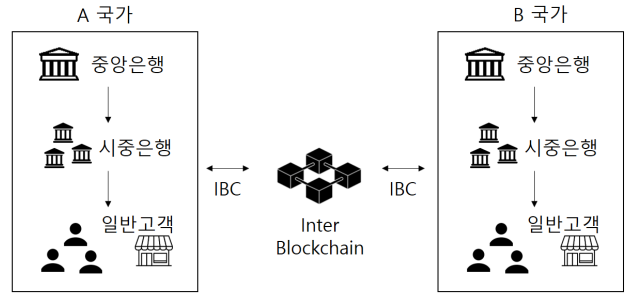 A 국가
중앙은행
시중은행
일반고객
IBC
Inter
Blockchain
IBC
B 국가
중앙은행
시중은행
일반고객